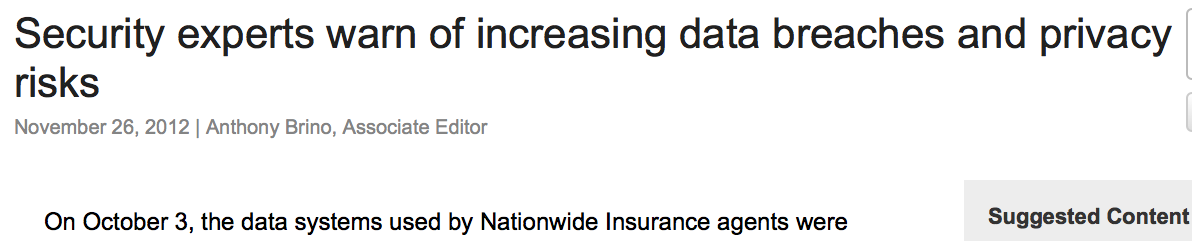 Security experts warn of increasing data breaches and privacy
risks
November 26, 2012 | Anthony Brino, Associate Editor
On October 3, the data systems used by Nationwide Insurance agents were
Suggested Content